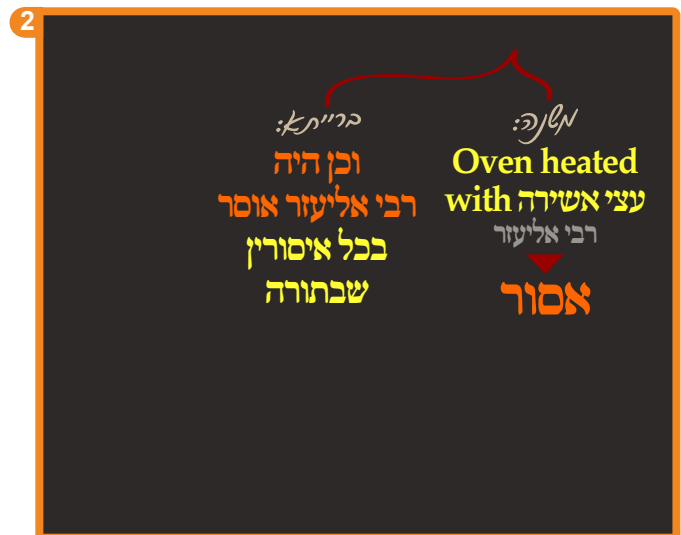 2
משנה:
Oven heated
with עצי אשירה
רבי אליעזר
אסור
ברייתא:
וכן היה
רבי אליעזר אוסר
בכל איסורין
שבתורה